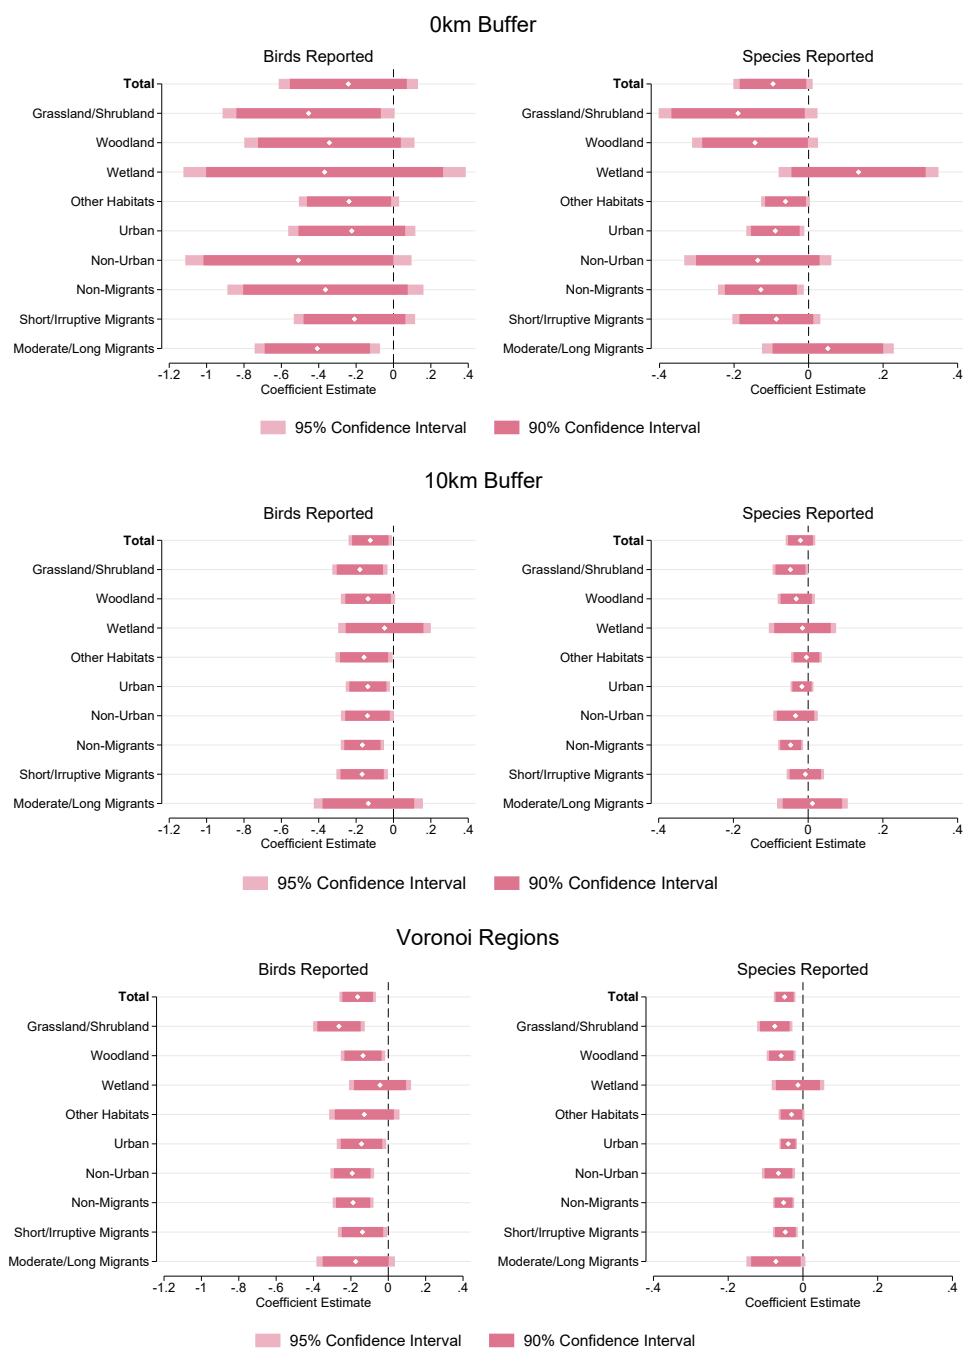 0km Buffer
Birds Reported
Total
Grassland/Shrubland
Woodland
Wetland
Other Habitats
Urban
Non-Urban
Non-Migrants
Short/Irruptive Migrants
Moderate/Long Migrants
-1.2 -1 -.8 -.6 -.4 -.2 0 .2 .4
Coefficient Estimate
Species Reported
Total
Grassland/Shrubland
Woodland
Wetland
Other Habitats
Urban
Non-Urban
Non-Migrants
Short/Irruptive Migrants
Moderate/Long Migrants
-.4 -.2 0 .2 .4
Coefficient Estimate
95% Confidence Interval 90% Confidence Interval
10km Buffer
Birds Reported
Total
Grassland/Shrubland
Woodland
Wetland
Other Habitats
Urban
Non-Urban
Non-Migrants
Short/Irruptive Migrants
Moderate/Long Migrants
-1.2 -1 -.8 -.6 -.4 -.2 0 .2 .4
Coefficient Estimate
Species Reported
Total
Grassland/Shrubland
Woodland
Wetland
Other Habitats
Urban
Non-Urban
Non-Migrants
Short/Irruptive Migrants
Moderate/Long Migrants
-.4 -.2 0 .2 .4
Coefficient Estimate
95% Confidence Interval 90% Confidence Interval
Voronoi Regions
Birds Reported
Total
Grassland/Shrubland
Woodland
Wetland
Other Habitats
Urban
Non-Urban
Non-Migrants
Short/Irruptive Migrants
Moderate/Long Migrants
-1.2 -1 -.8 -.6 -.4 -.2 0 .2 .4
Coefficient Estimate
Species Reported
Total
Grassland/Shrubland
Woodland
Wetland
Other Habitats
Urban
Non-Urban
Non-Migrants
Short/Irruptive Migrants
Moderate/Long Migrants
-.4 -.2 0 .2 .4
Coefficient Estimate
95% Confidence Interval 90% Confidence Interval